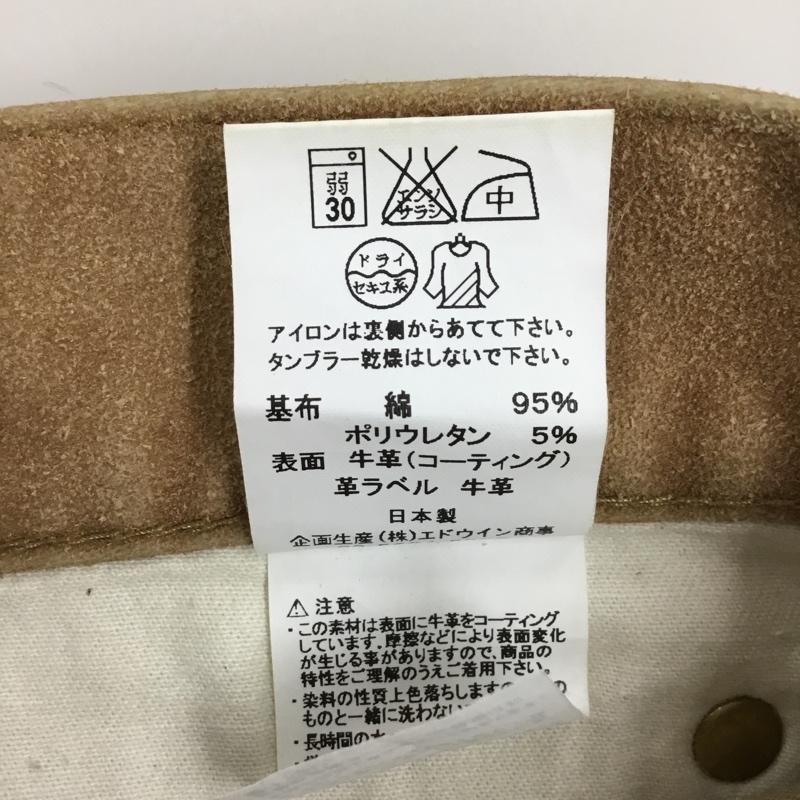 弱
30
エンソ
サラシ
中
ドライ
セキユ系
アイロンは裏側からあてて下さい。
タンブラー乾燥はしないで下さい。
基布 綿 95%
ポリウレタン 5%
表面 牛革(コーティング)
革ラベル 牛革
日本製
企画生産(株)エドウイン商事
注意
・この素材は表面に牛革をコーティング
しています。摩擦などにより表面変化
が生じる事がありますので、商品の
特性をご理解のうえご着用下さい。
・染料の性質上色落ちしますの
ものと一緒に洗わない
・長時間の